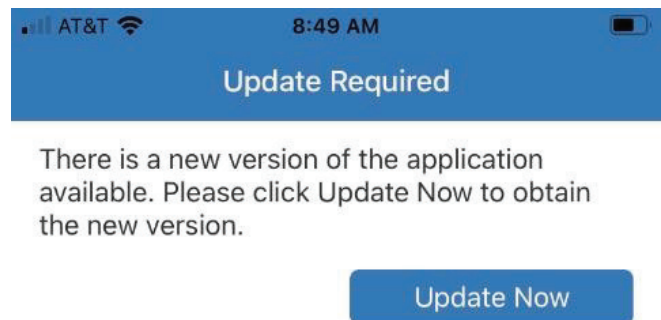 AT&T 8:49 AM
Update Required
There is a new version of the application
available. Please click Update Now to obtain
the new version.
Update Now